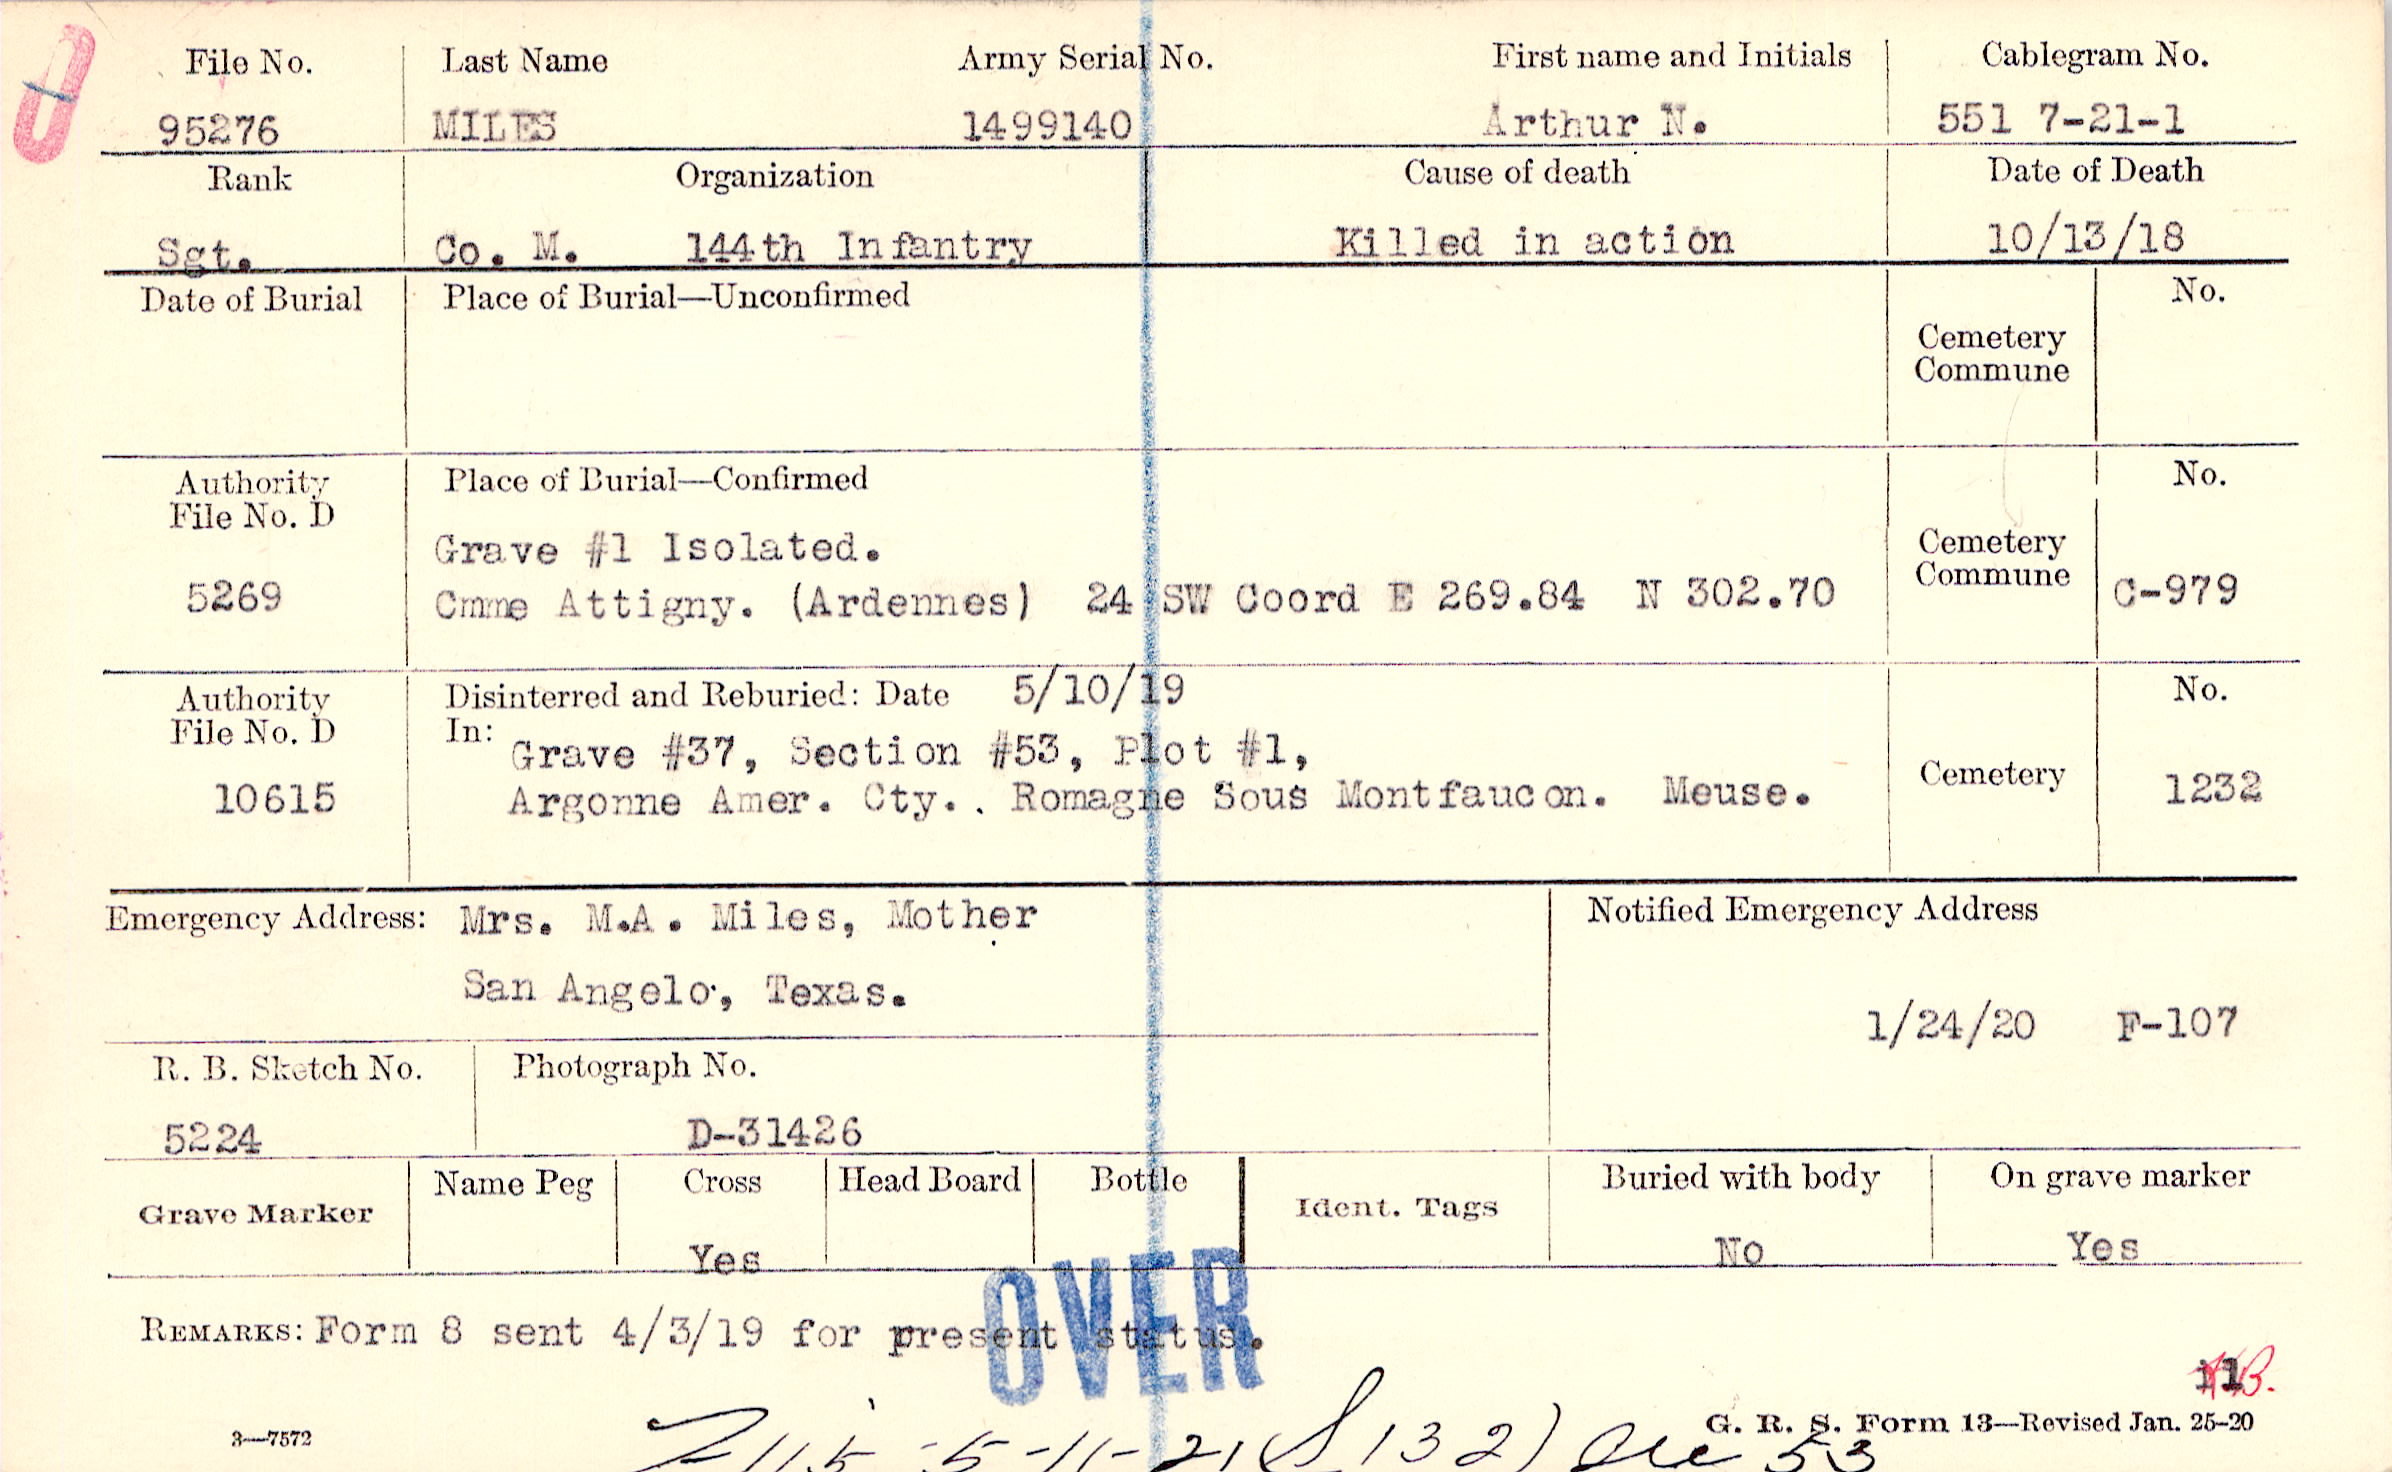 File No. Last Name Army Serial No. First name and Initials Cablegram No.
95276 MILES 1499140 Arthur N. 551 7-21-1
Rank Organization Cause of death Date of Death
Sgt. Co. M. 144th Infantry Killed in action 10/13/18
Date of Burial Place of Burial—Unconfirmed No.
Cemetery
Commune
Authority Place of Burial—Confirmed No.
File No. D
Grave #1 Isolated. Cemetery
5269 Cmme Attigny. (Ardennes) 24 SW Coord E 269.84 N 302.70 Commune C-979
Authority Disinterred and Reburied: Date 5/10/19 No.
File No. D In: Grave #37, Section #53, Plot #1,
10615 Argonne Amer. Cty.. Romagne Sous Montfaucon. Meuse. Cemetery 1232
Emergency Address: Mrs. M.A. Miles, Mother Notified Emergency Address
San Angelo, Texas.
1/24/20 F-107
R. B. Sketch No. Photograph No.
5224 D-31426
Grave Marker Name Peg Cross Head Board Bottle Ident. Tags Buried with body On grave marker
Yes No Yes
OVER
REMARKS: Form 8 sent 4/3/19 for present status.
3—7572 G. R. S. Form 13—Revised Jan. 25-20
5-11-21 (S 132) 53